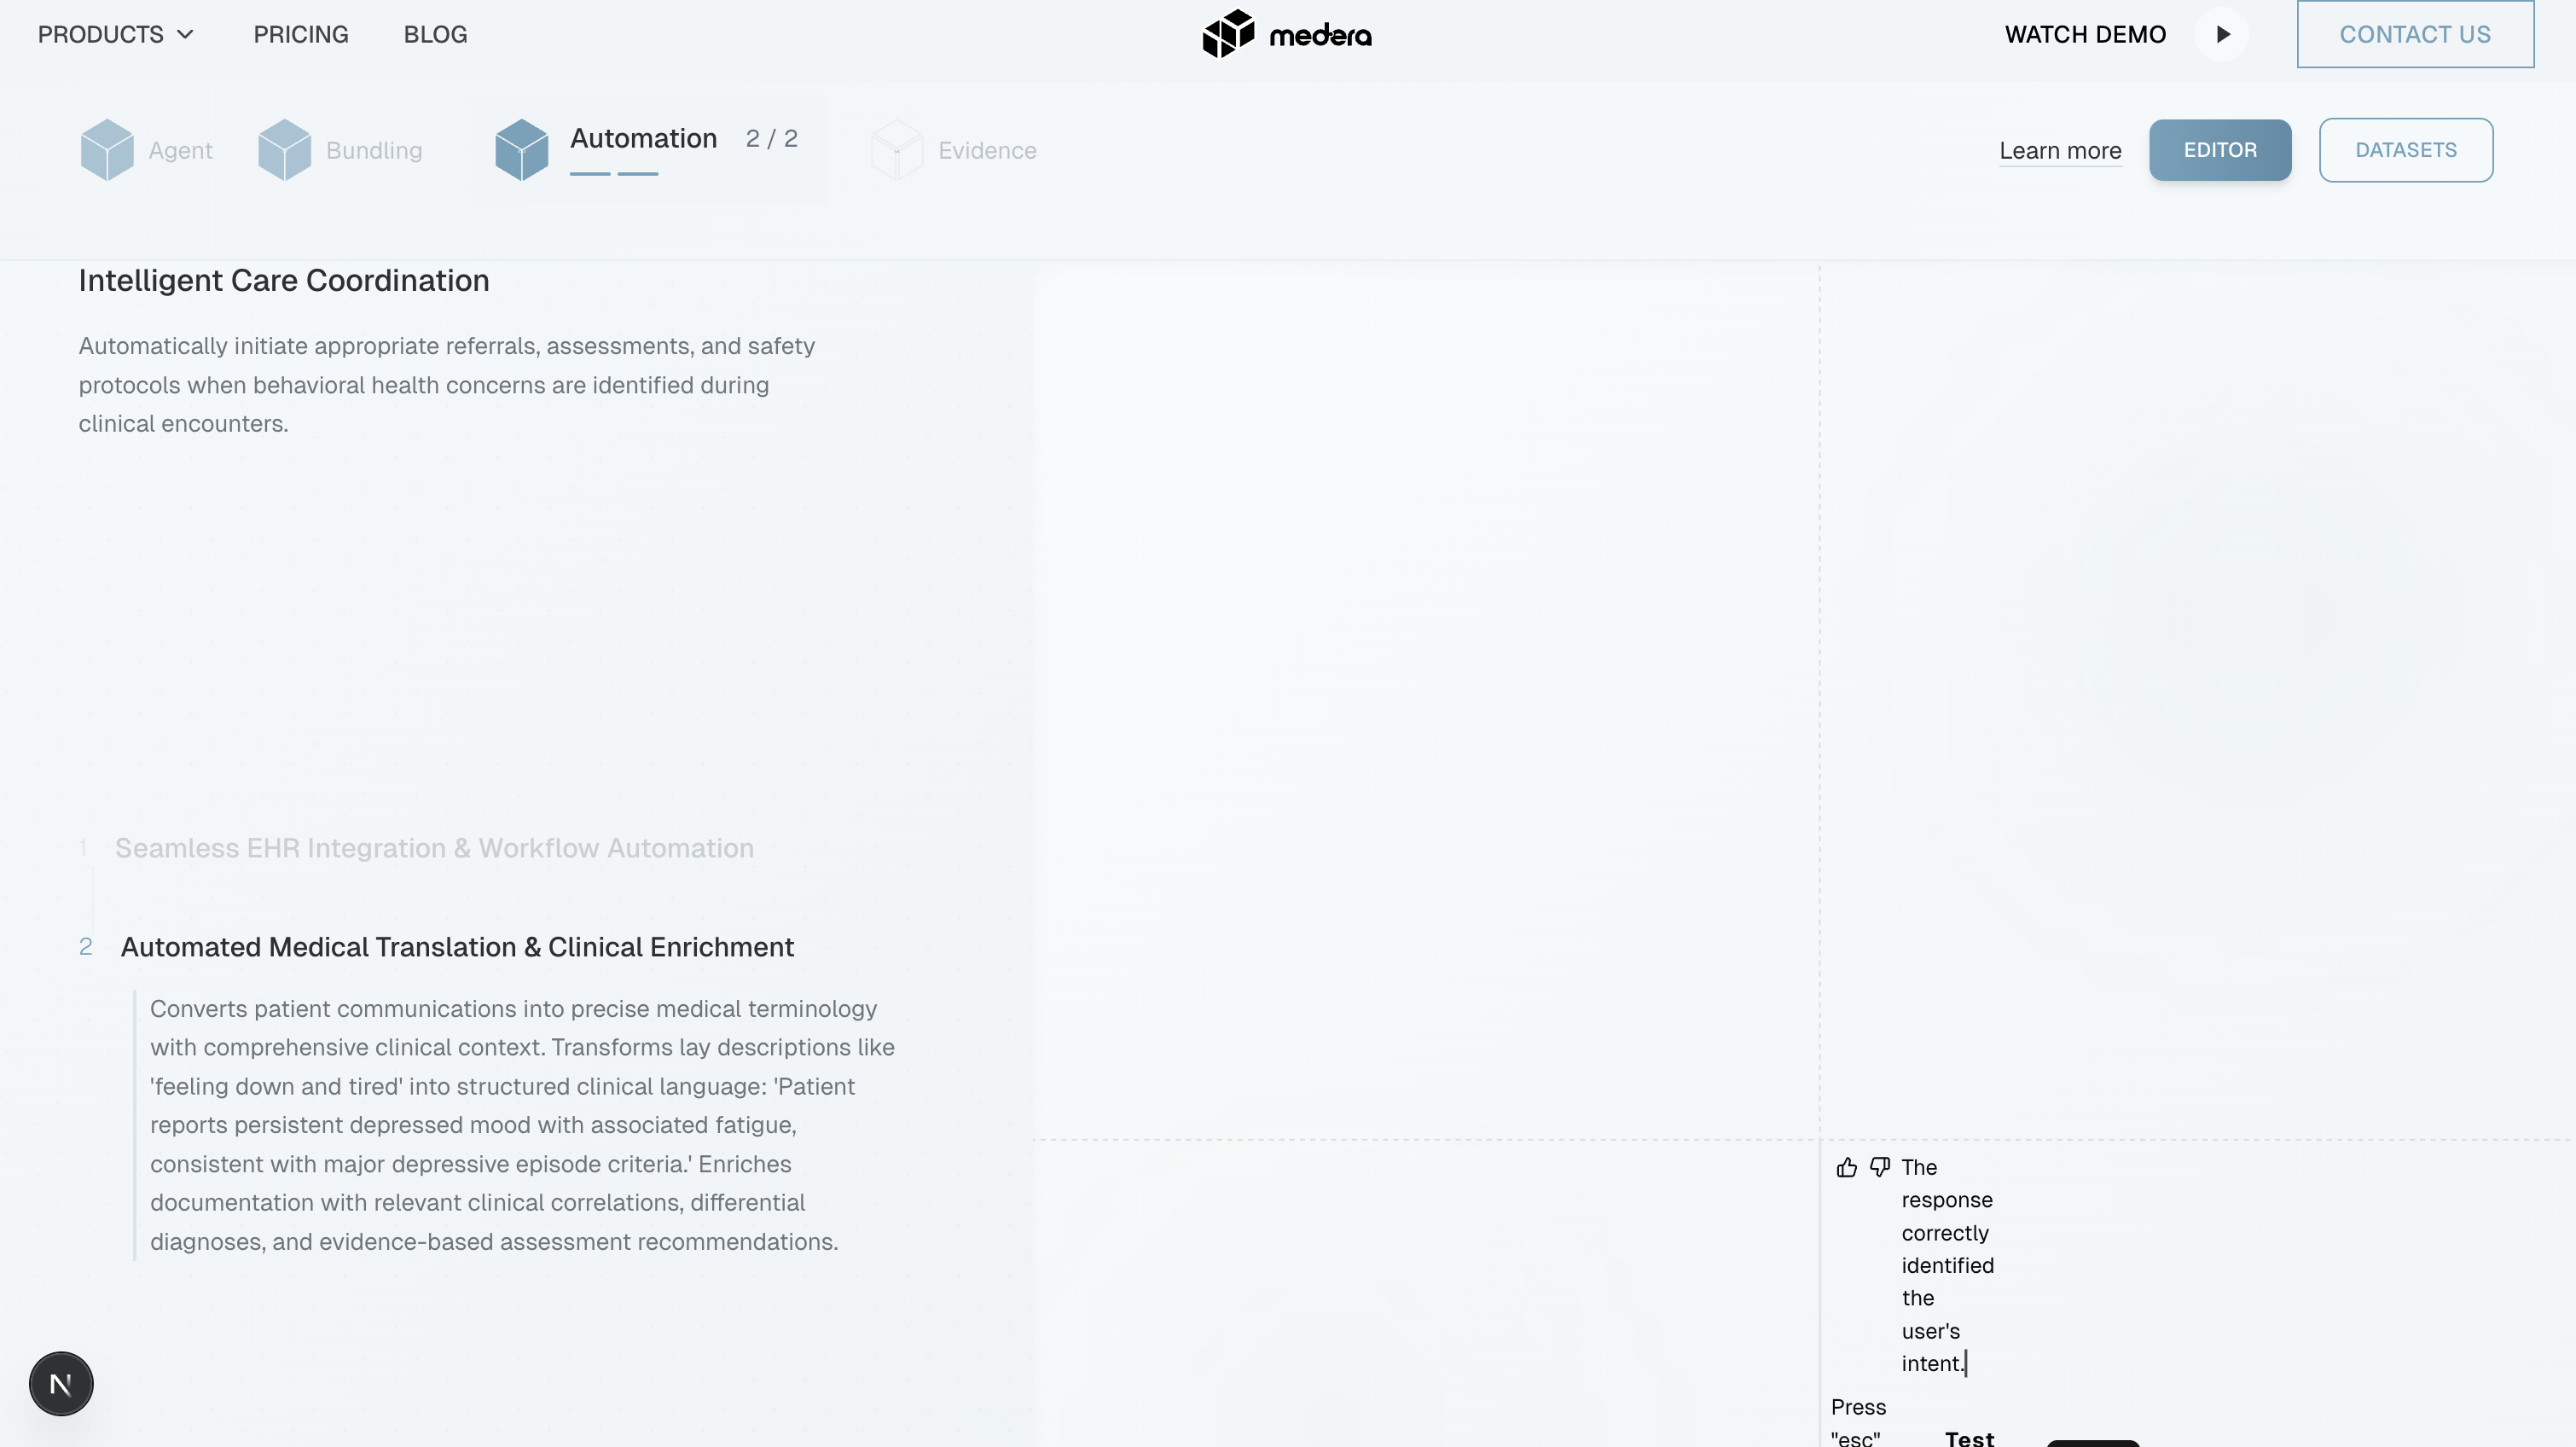 PRODUCTS
PRICING
BLOG
medera
WATCH DEMO
CONTACT US
Agent
Bundling
Automation
2 / 2
Evidence
Learn more
EDITOR
DATASETS
Intelligent Care Coordination
Automatically initiate appropriate referrals, assessments, and safety
protocols when behavioral health concerns are identified during
clinical encounters.
1 Seamless EHR Integration & Workflow Automation
2 Automated Medical Translation & Clinical Enrichment
Converts patient communications into precise medical terminology
with comprehensive clinical context. Transforms lay descriptions like
'feeling down and tired' into structured clinical language: 'Patient
reports persistent depressed mood with associated fatigue,
consistent with major depressive episode criteria.' Enriches
documentation with relevant clinical correlations, differential
diagnoses, and evidence-based assessment recommendations.
The
response
correctly
identified
the
user's
intent.
Press
"esc"
Test
N